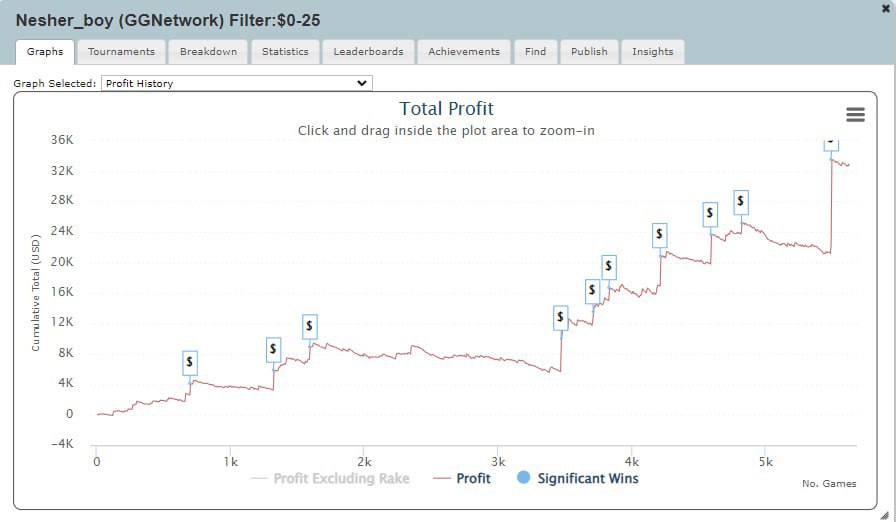 Nesher_boy (GGNetwork) Filter:$0-25
Graphs Tournaments Breakdown Statistics Leaderboards Achievements Find Publish Insights
Graph Selected: Profit History
Total Profit
Click and drag inside the plot area to zoom-in
36K
32K
28K
24K
20K
16K
12K
8K
4K
0
-4K
Cumulative Total (USD)
$
$
$
$
$
$
$
$
$
0 1k 2k 3k 4k 5k
No. Games
Profit Excluding Rake Profit Significant Wins